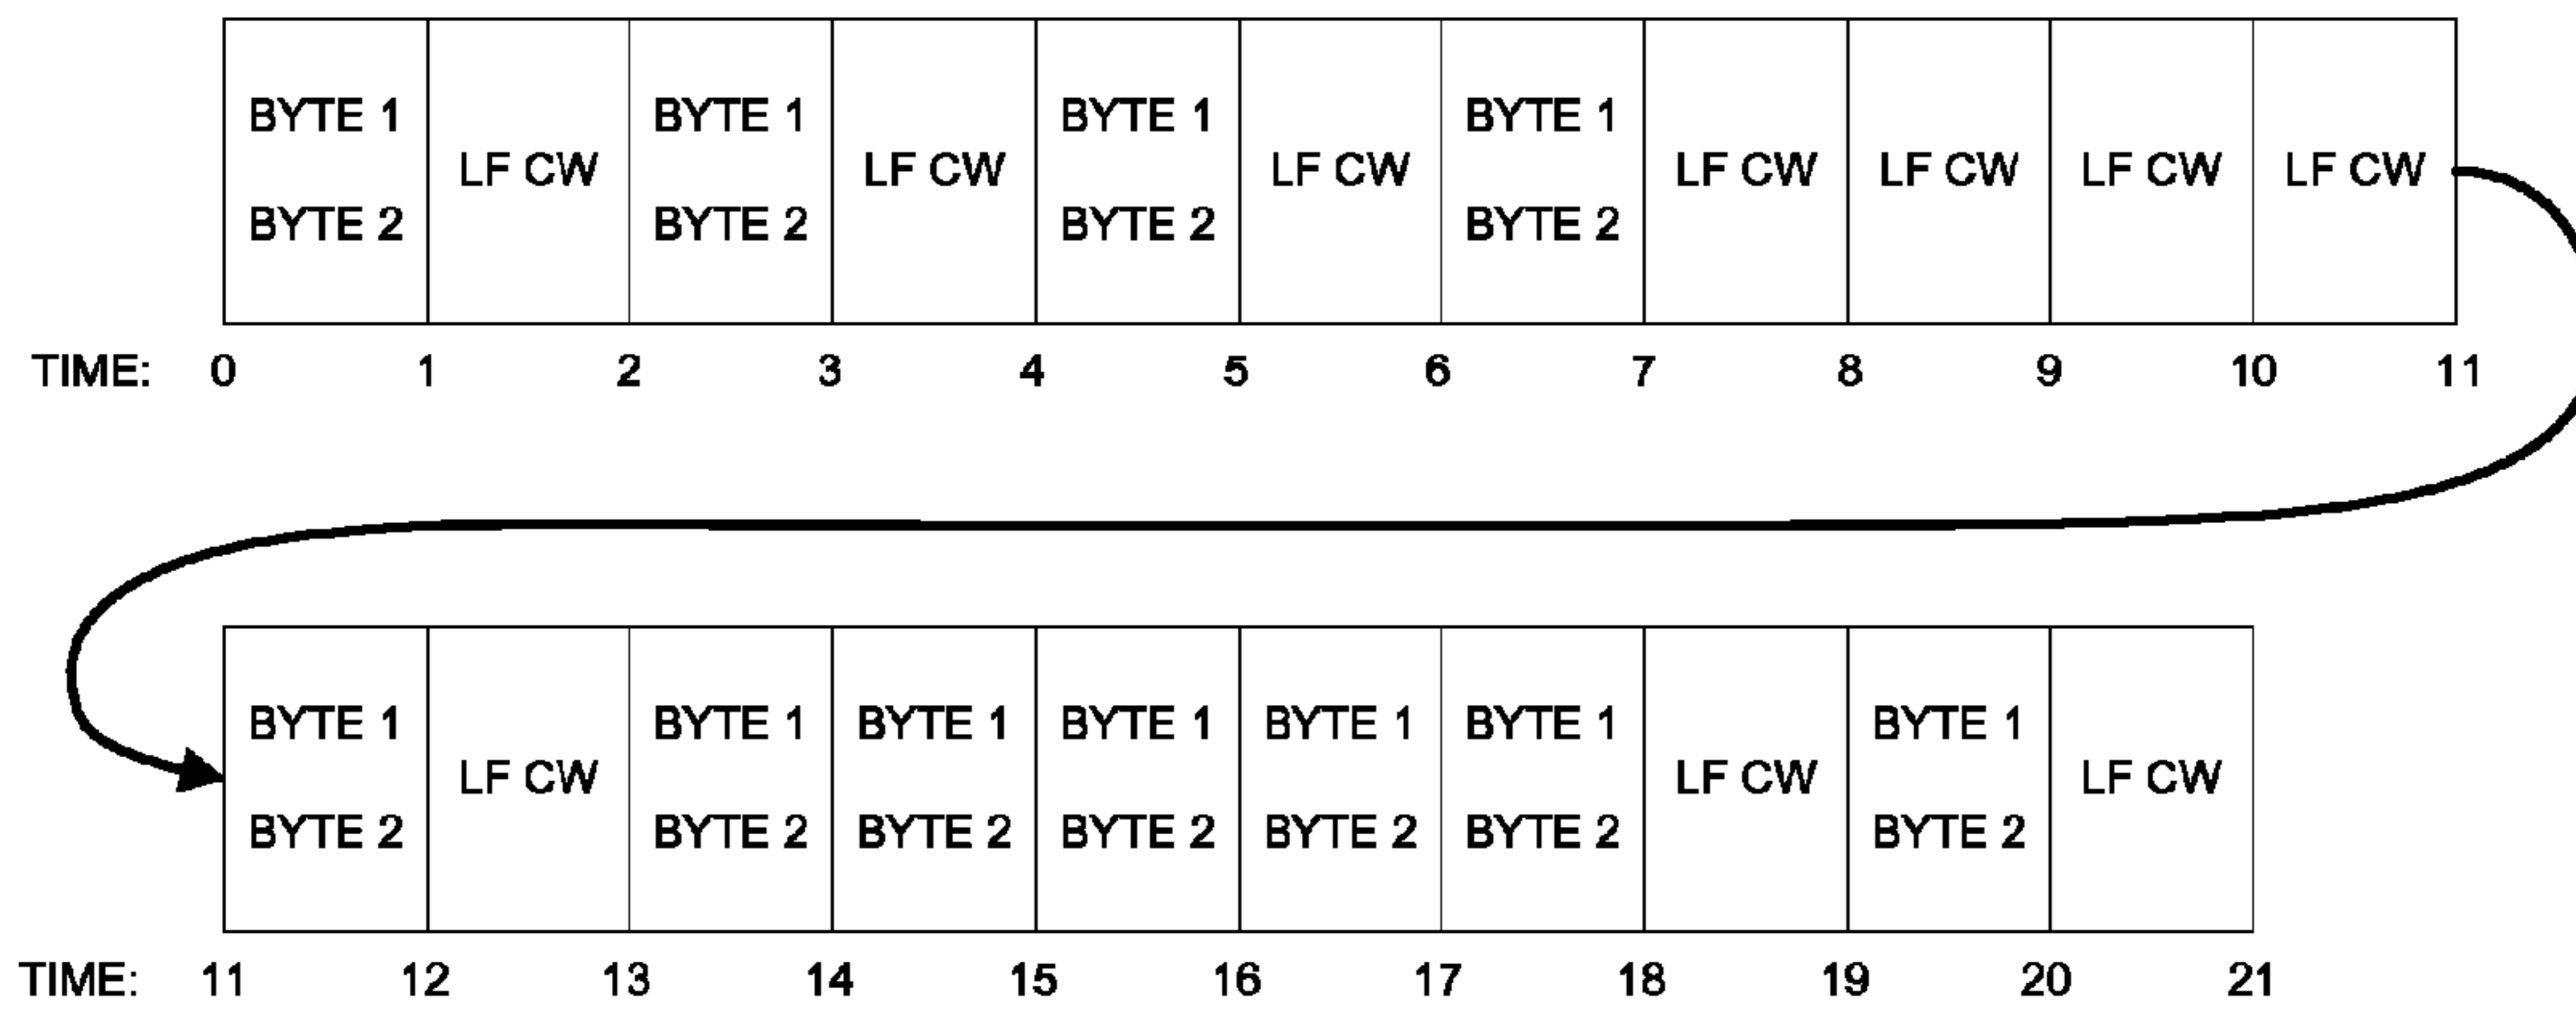 BYTE 1 BYTE 1 BYTE 1 BYTE 1
LF CW LF CW LF CW LF CW LF CW LF CW LF CW
BYTE 2 BYTE 2 BYTE 2 BYTE 2
TIME: 0 1 2 3 4 5 6 7 8 9 10 11
BYTE 1 BYTE 1 BYTE 1 BYTE 1 BYTE 1 BYTE 1 BYTE 1
LF CW LF CW LF CW
BYTE 2 BYTE 2 BYTE 2 BYTE 2 BYTE 2 BYTE 2 BYTE 2
TIME: 11 12 13 14 15 16 17 18 19 20 21